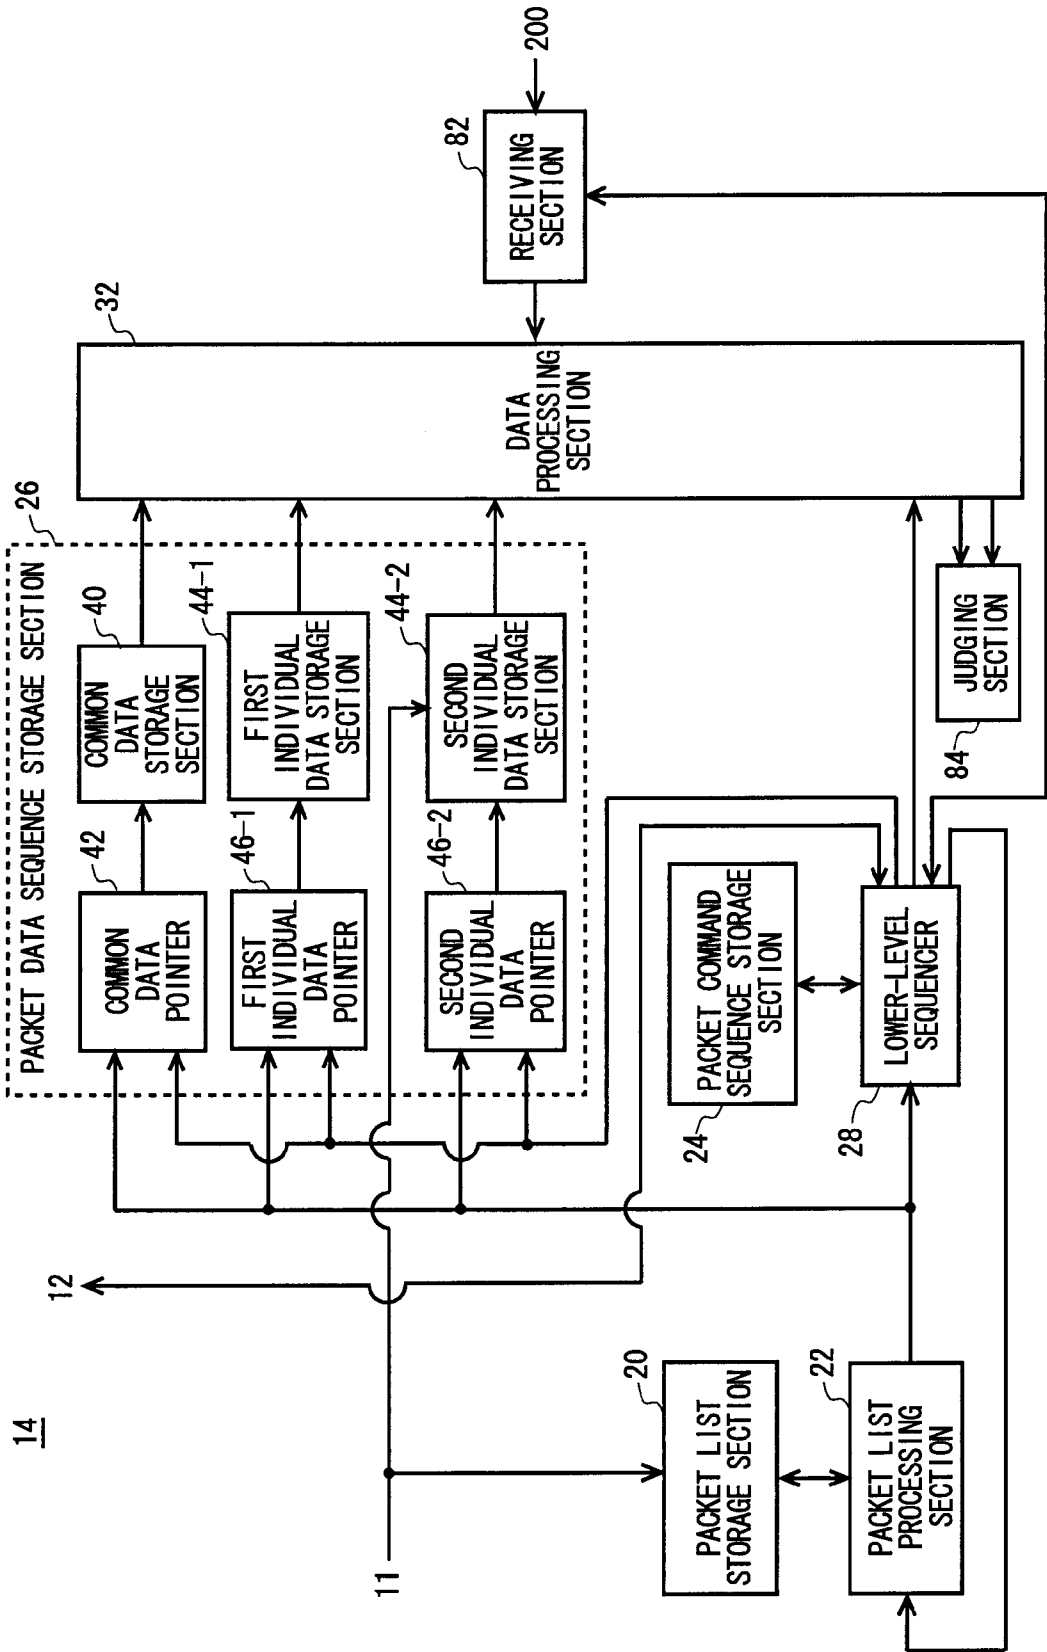 14
12
11
PACKET DATA SEQUENCE STORAGE SECTION
26
COMMON
DATA
POINTER
42
COMMON
DATA
STORAGE
SECTION
40
FIRST
INDIVIDUAL
DATA
POINTER
46-1
FIRST
INDIVIDUAL
DATA STORAGE
SECTION
44-1
SECOND
INDIVIDUAL
DATA
POINTER
46-2
SECOND
INDIVIDUAL
DATA STORAGE
SECTION
44-2
DATA
PROCESSING
SECTION
32
RECEIVING
SECTION
82
200
PACKET LIST
STORAGE SECTION
20
PACKET LIST
PROCESSING
SECTION
22
PACKET COMMAND
SEQUENCE STORAGE
SECTION
24
LOWER-LEVEL
SEQUENCER
28
JUDGING
SECTION
84